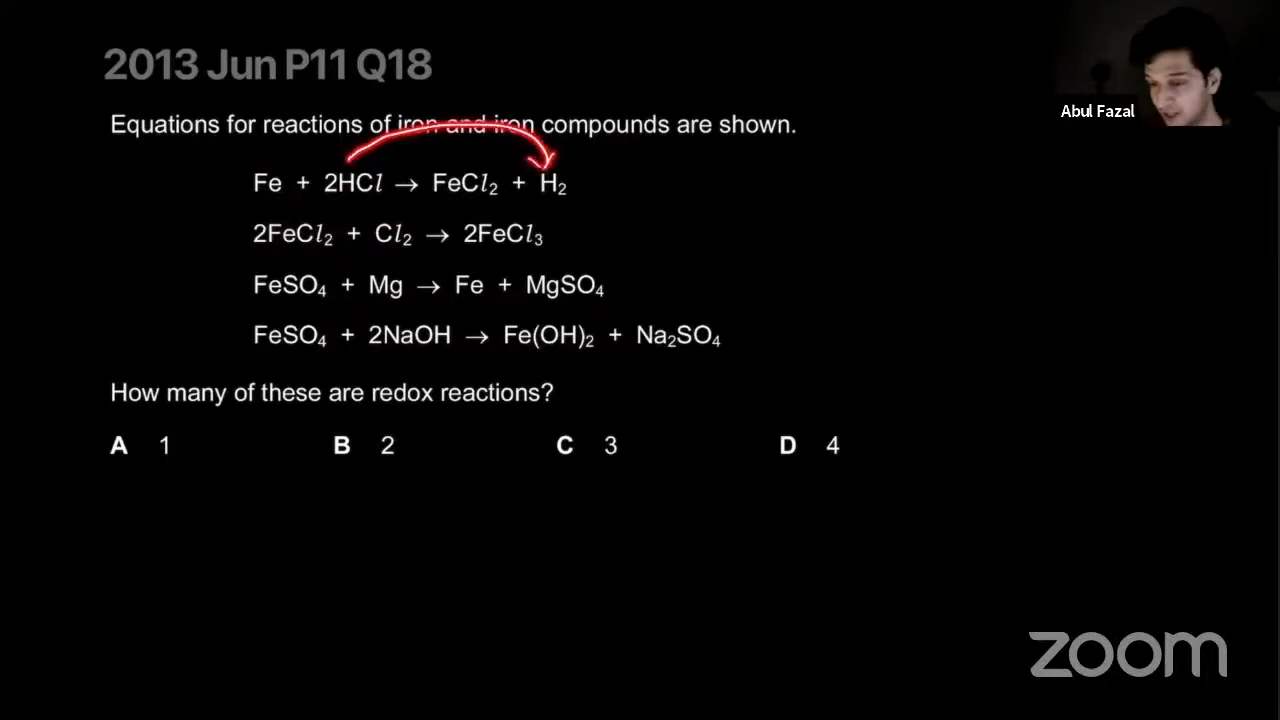 2013 Jun P11 Q18
Abul Fazal
Equations for reactions of iron and iron compounds are shown.
Fe + 2HCl → FeCl₂ + H₂
2FeCl₂ + Cl₂ → 2FeCl₃
FeSO₄ + Mg → Fe + MgSO₄
FeSO₄ + 2NaOH → Fe(OH)₂ + Na₂SO₄
How many of these are redox reactions?
A 1 B 2 C 3 D 4
zoom